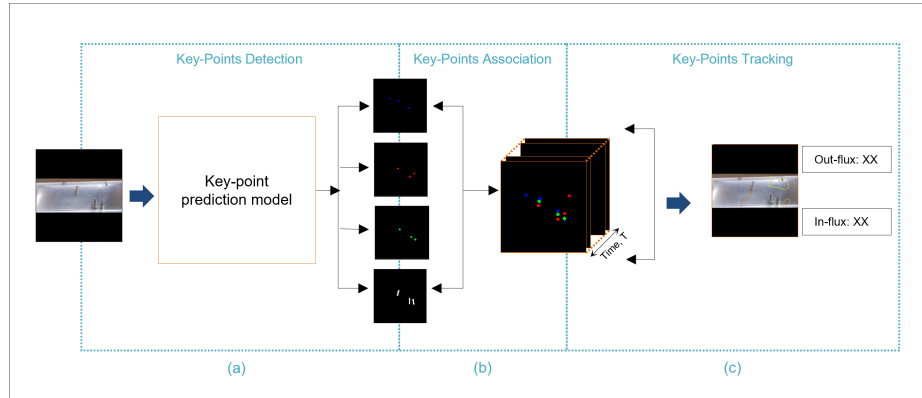 Key-Points Detection
Key-Points Association
Key-Points Tracking
Key-point
prediction model
Time, T
Out-flux: XX
In-flux: XX
(a)
(b)
(c)